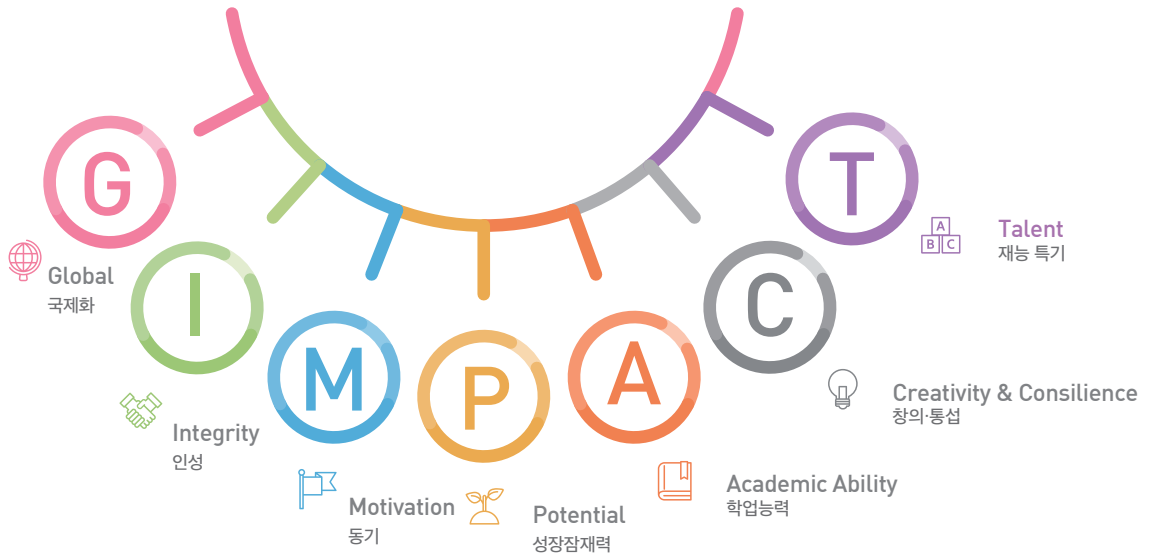 G
Global
국제화
I
Integrity
인성
M
Motivation
동기
P
Potential
성장잠재력
A
Academic Ability
학업능력
C
Creativity & Consilience
창의·통섭
T
A
B C
Talent
재능 특기